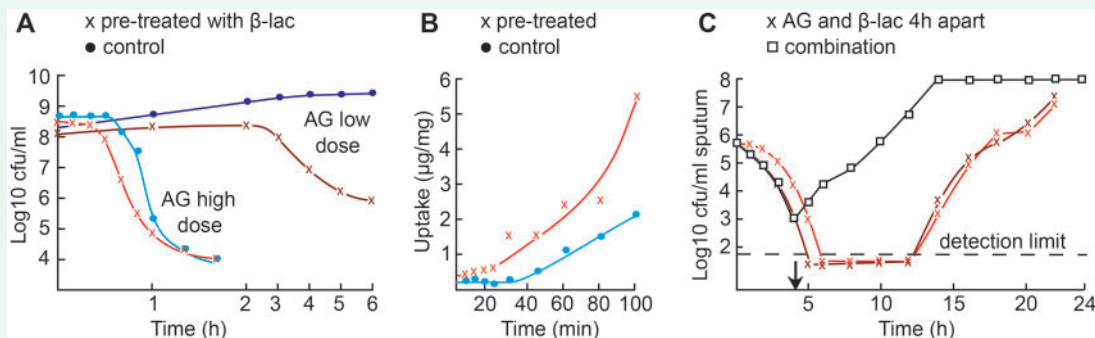 A
x pre-treated with β-lac
● control
Log10 cfu/ml
10
9
8
7
6
5
4
AG low
dose
AG high
dose
1
2
3
4
5
6
Time (h)
B
x pre-treated
● control
Uptake (µg/mg)
6
5
4
3
2
1
20
40
60
80
100
Time (min)
C
x AG and β-lac 4h apart
□ combination
Log10 cfu/ml sputum
8
7
6
5
4
3
2
1
detection limit
5
10
15
20
24
Time (h)